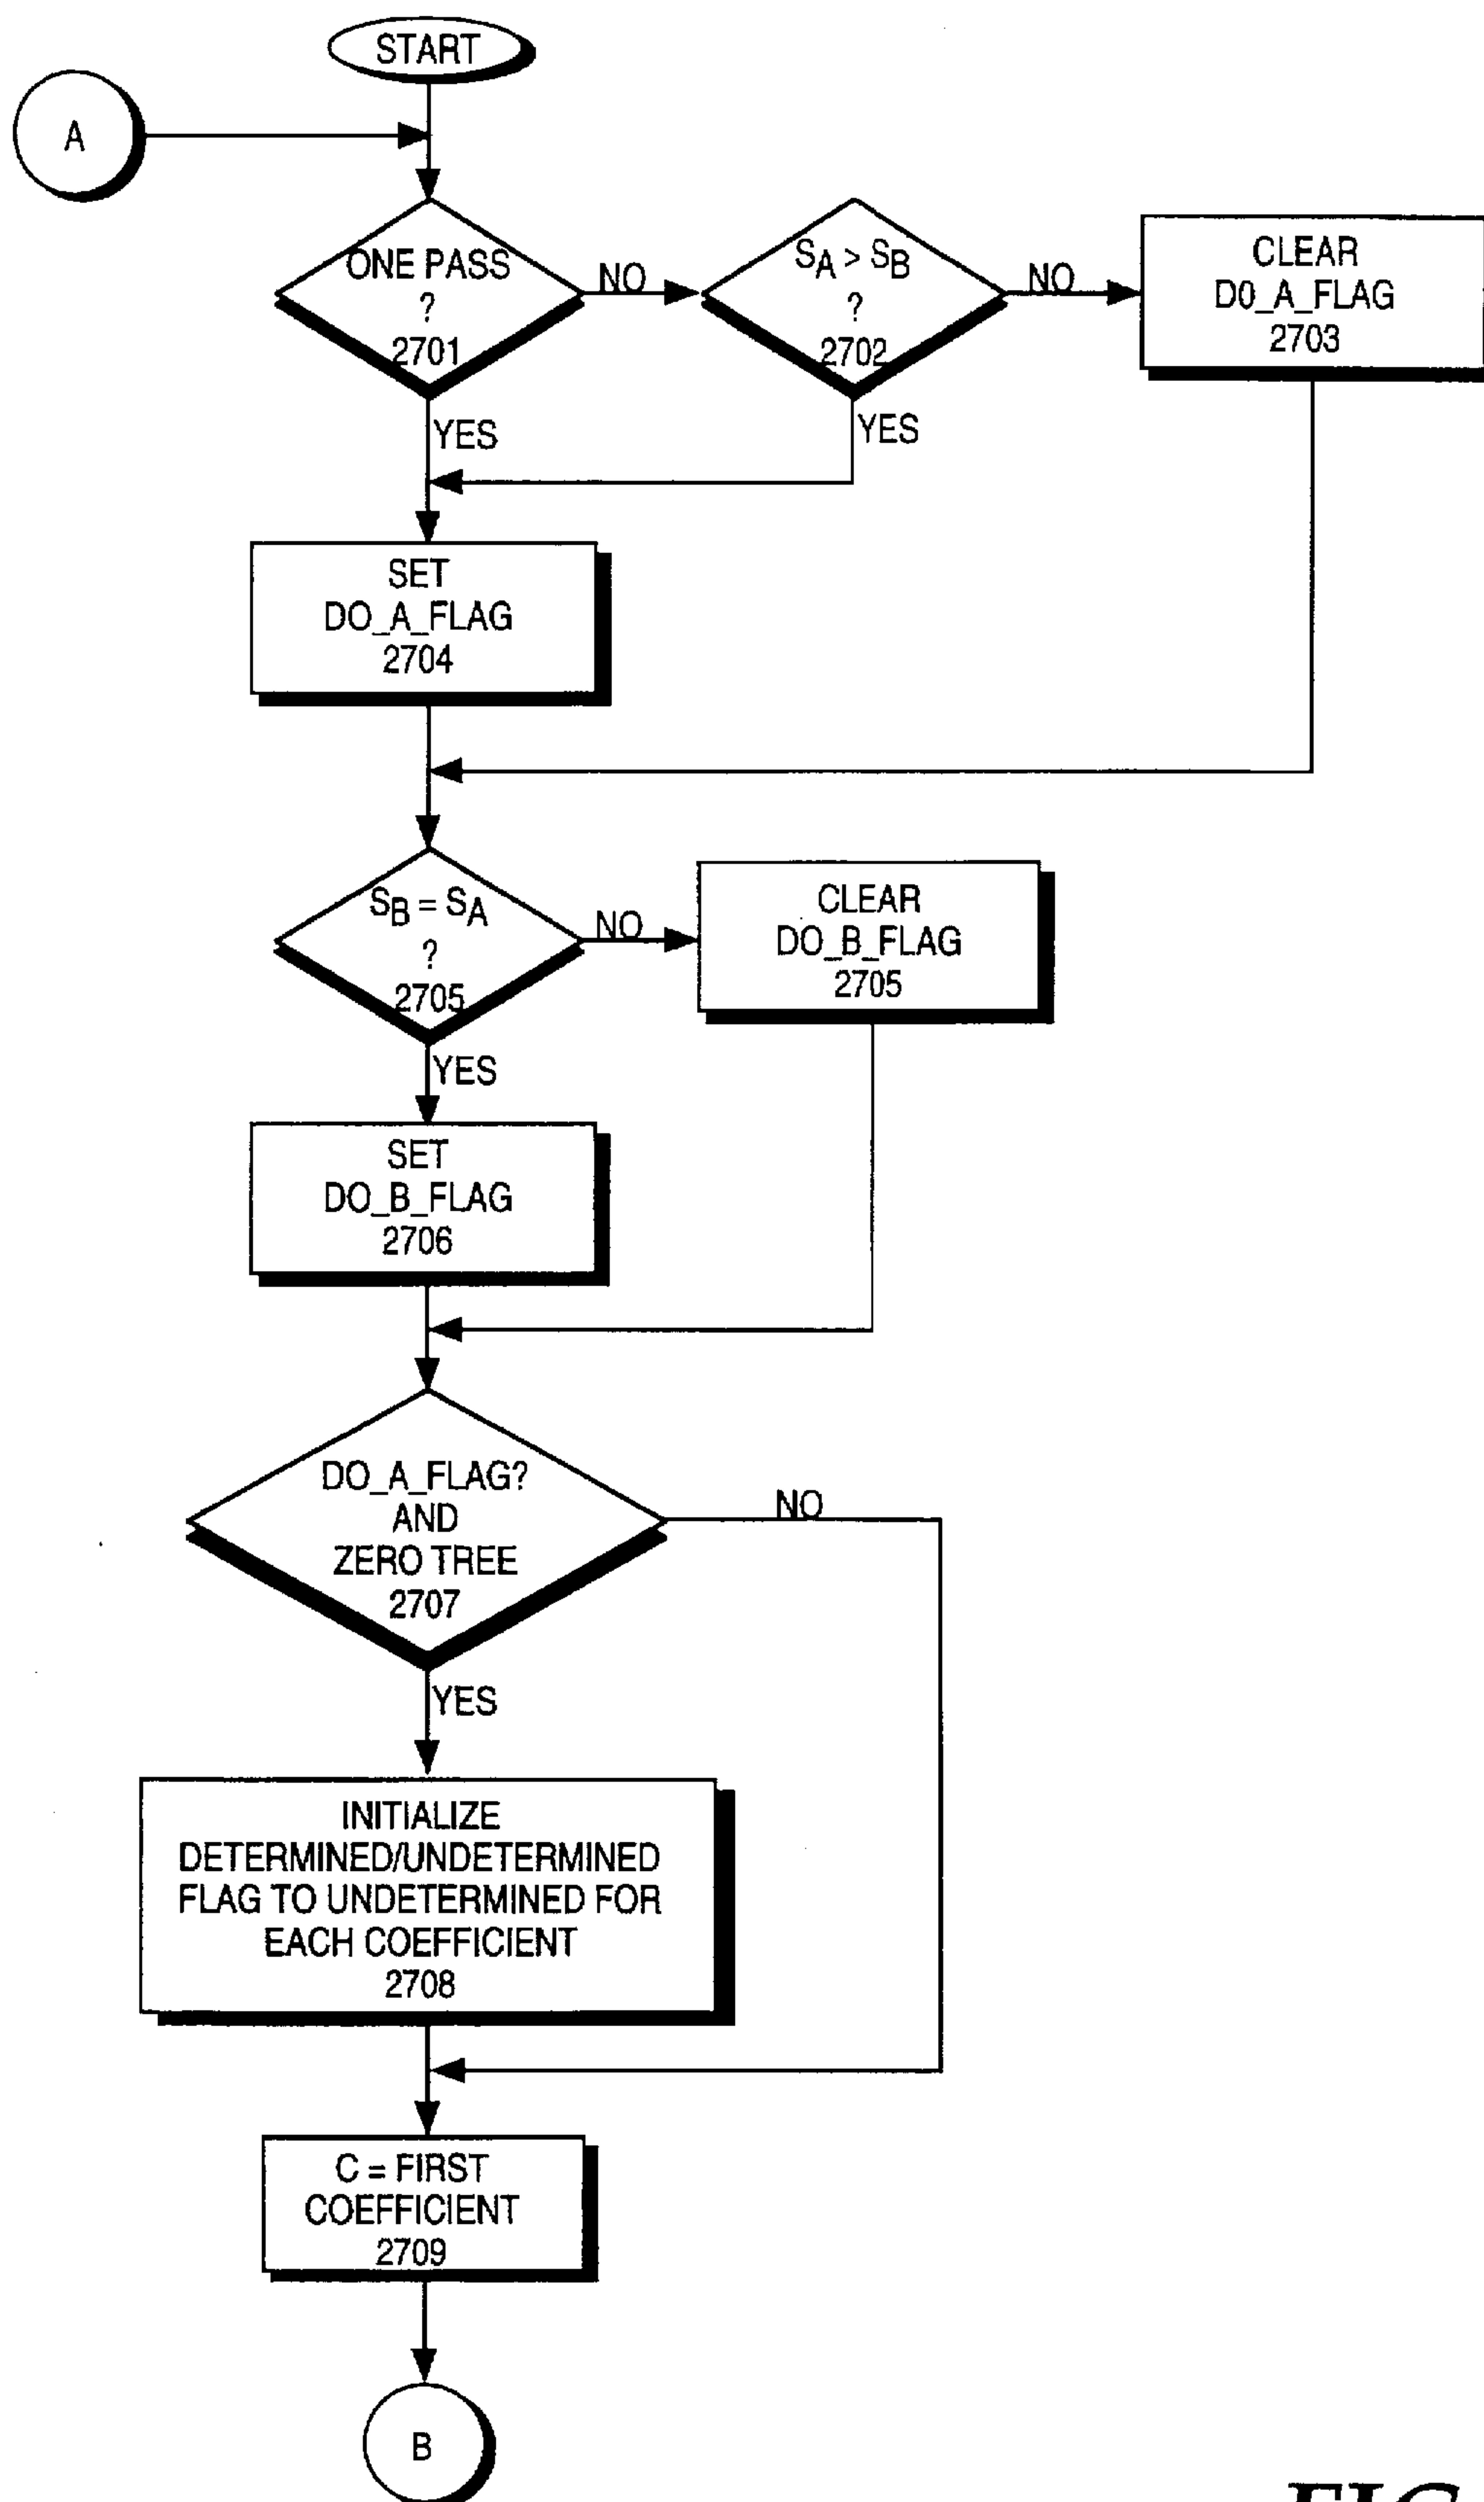 START
A
ONE PASS
?
2701
NO
SA > SB
?
2702
NO
CLEAR
D0_A_FLAG
2703
YES
YES
SET
DO_A_FLAG
2704
SB = SA
?
2705
NO
CLEAR
DO_B_FLAG
2705
YES
SET
DO_B_FLAG
2706
DO_A_FLAG?
AND
ZERO TREE
2707
NO
YES
INITIALIZE
DETERMINED/UNDETERMINED
FLAG TO UNDETERMINED FOR
EACH COEFFICIENT
2708
C = FIRST
COEFFICIENT
2709
B